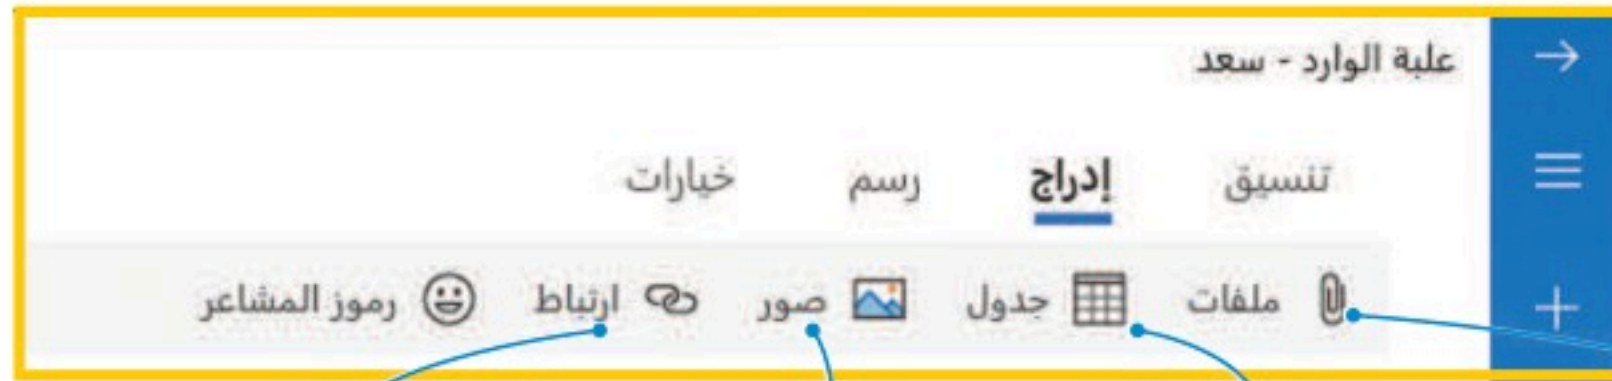 علبة الوارد - سعد
تنسيق إدراج رسم خيارات
ملفات جدول صور ارتباط رموز المشاعر